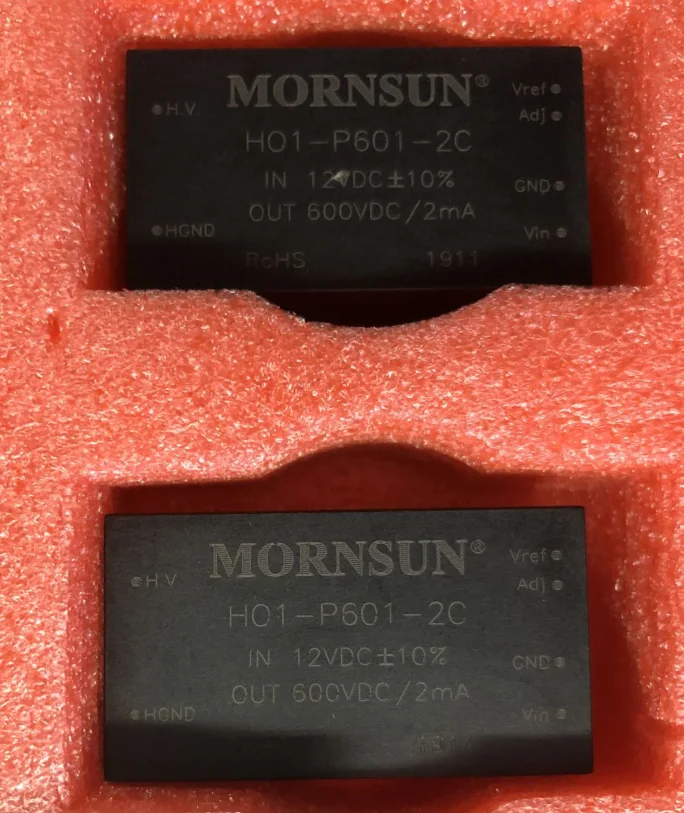 MORNSUN®
H.V.
Vref
Adj
HO1-P601-2C
IN 12VDC±10%
GND
OUT 600VDC/2mA
HGND
Vin
RoHS 1911
MORNSUN®
Vref
H.V
Adj
HO1-P601-2C
IN 12VDC±10%
GND
OUT 600VDC/2mA
HGND
Vin